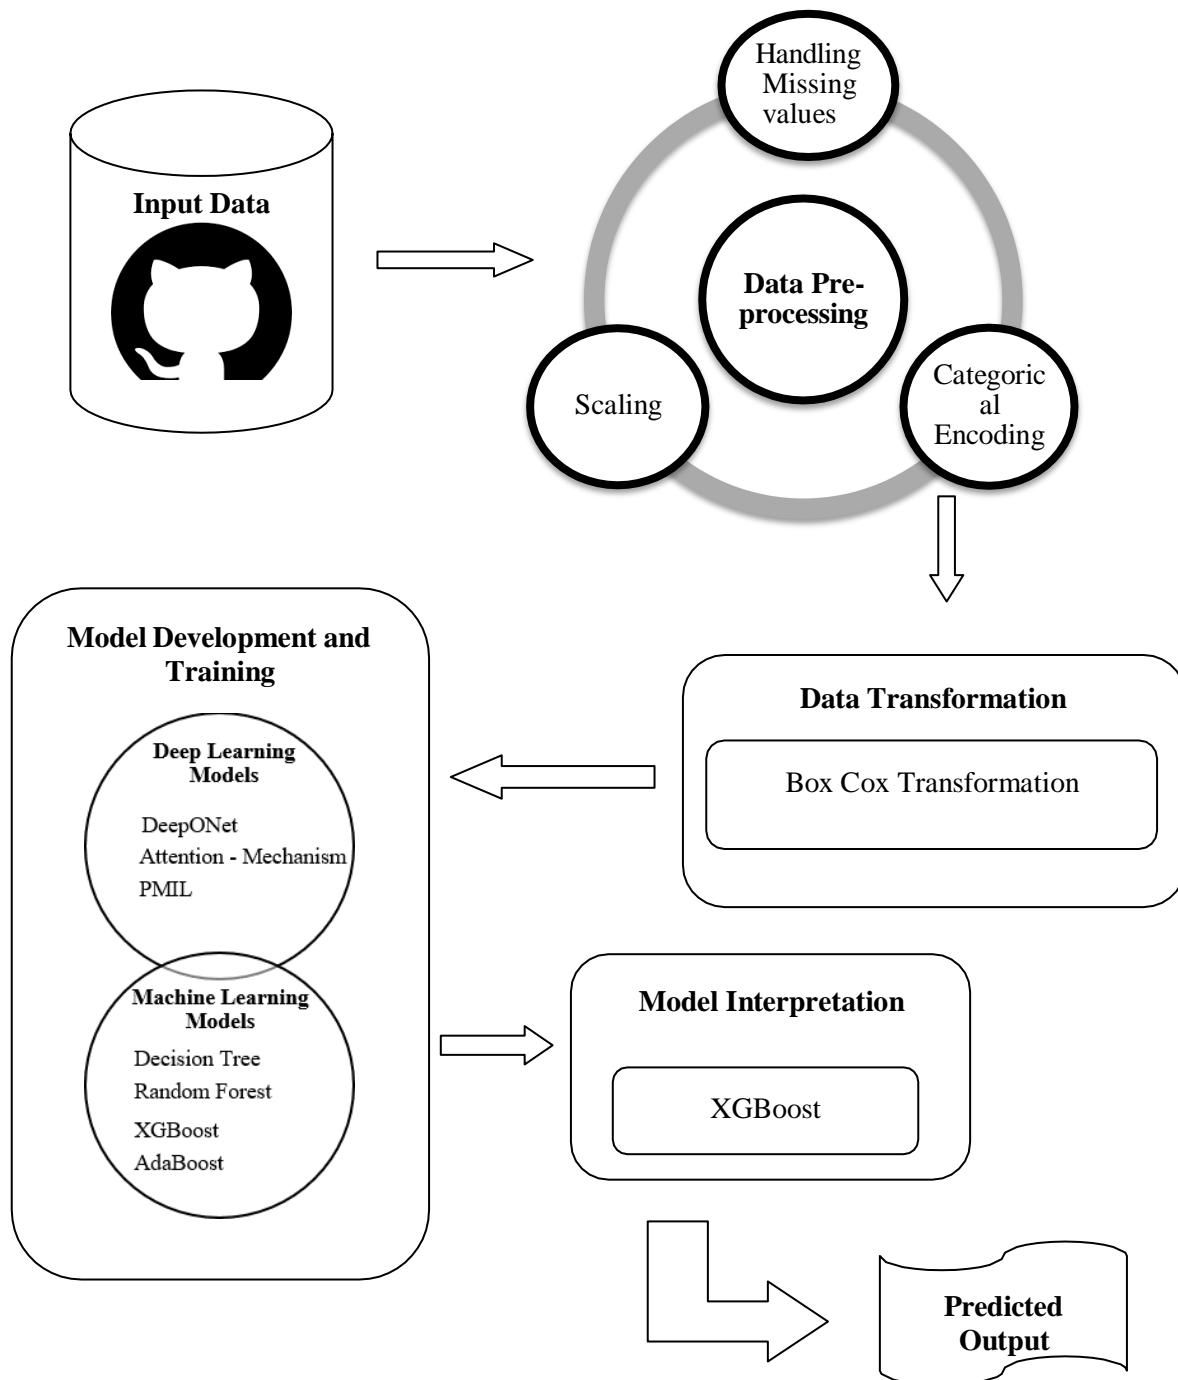 Input Data
Handling
Missing
values
Data Pre-
processing
Scaling
Categoric
al
Encoding
Data Transformation
Box Cox Transformation
Model Development and
Training
Deep Learning
Models
DeepONet
Attention - Mechanism
PMIL
Machine Learning
Models
Decision Tree
Random Forest
XGBoost
AdaBoost
Model Interpretation
XGBoost
Predicted
Output